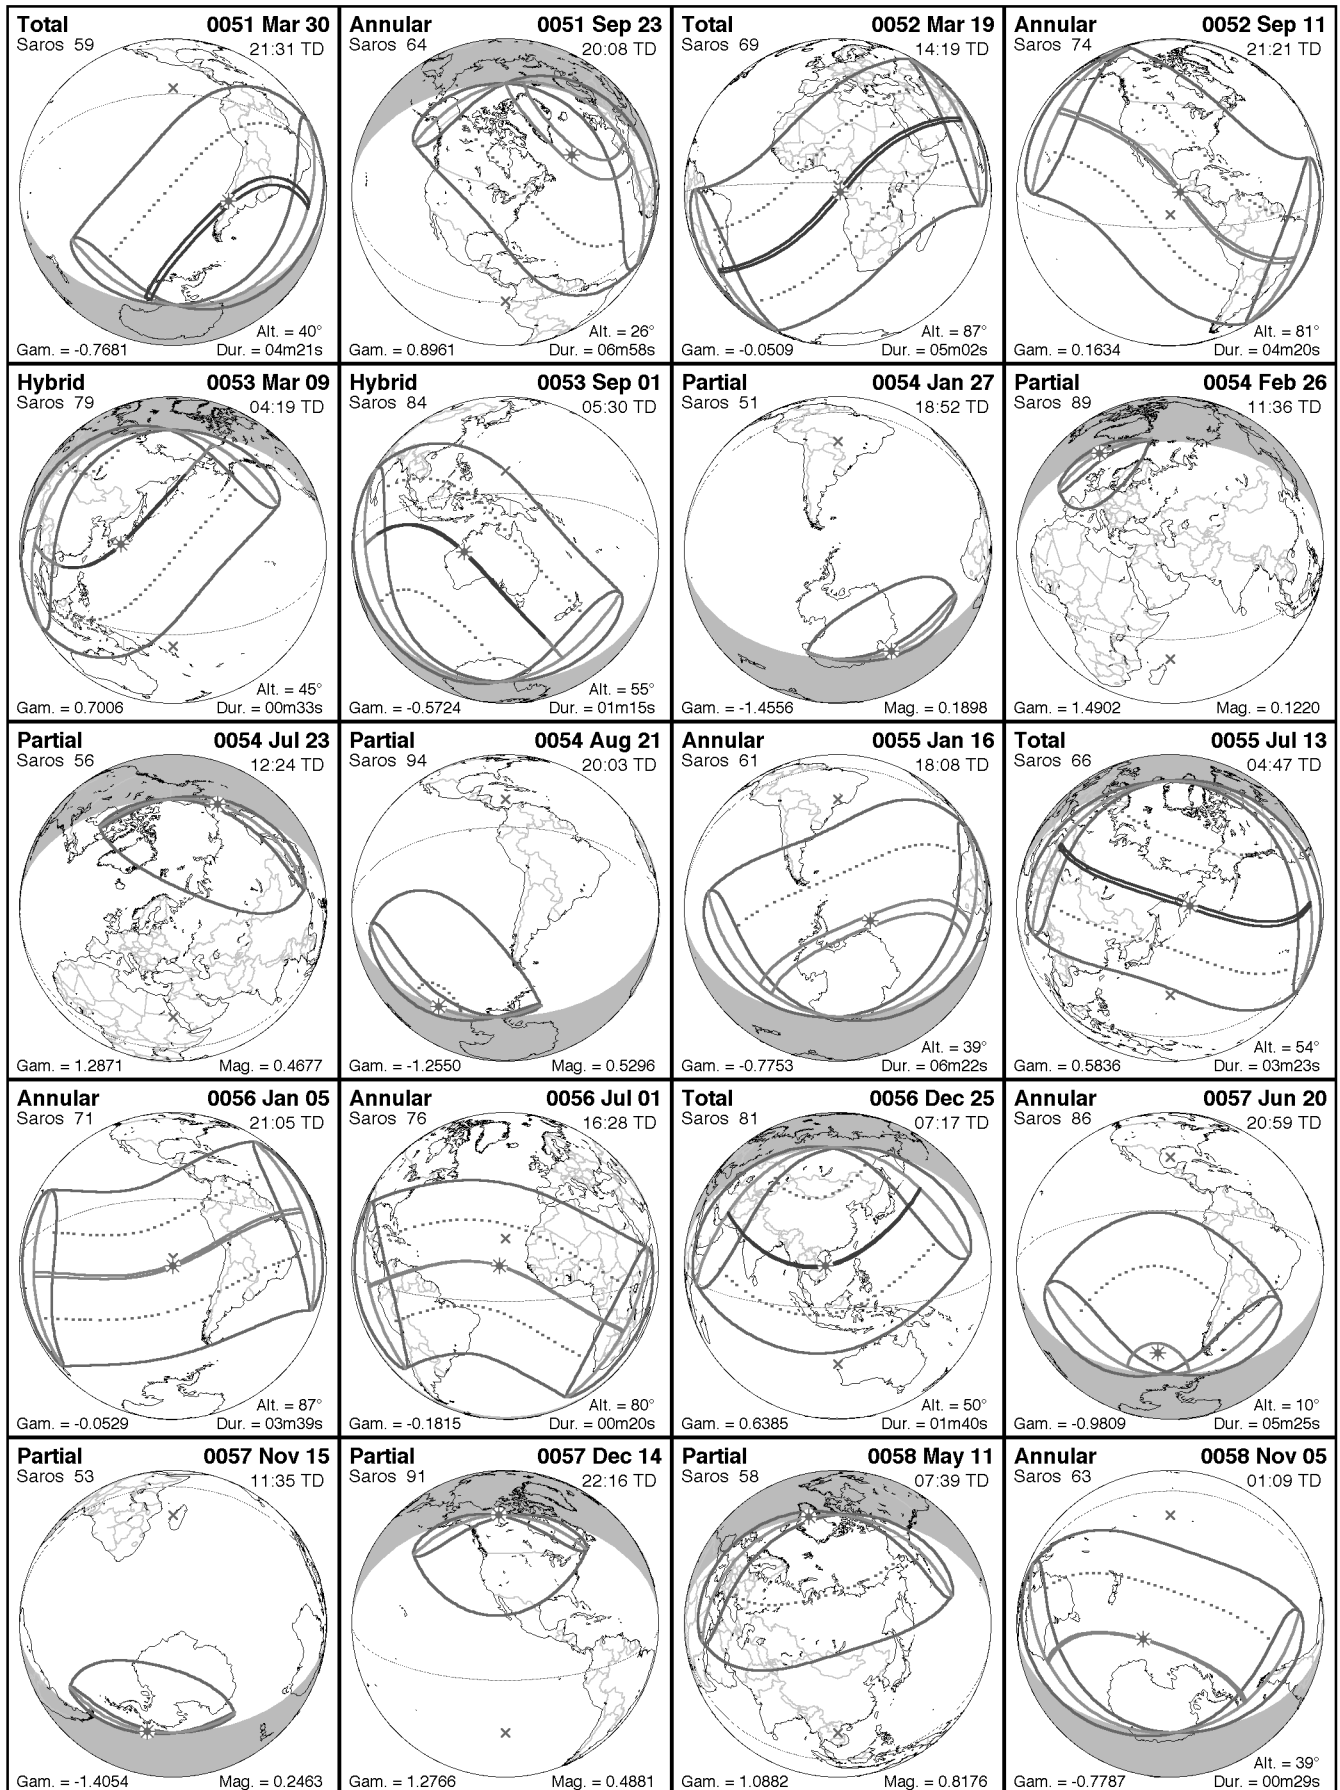 Total 0051 Mar 30
Saros 59 21:31 TD
Alt. = 40°
Gam. = -0.7681 Dur. = 04m21s
Annular 0051 Sep 23
Saros 64 20:08 TD
Alt. = 26°
Gam. = 0.8961 Dur. = 06m58s
Total 0052 Mar 19
Saros 69 14:19 TD
Alt. = 87°
Gam. = -0.0509 Dur. = 05m02s
Annular 0052 Sep 11
Saros 74 21:21 TD
Alt. = 81°
Gam. = 0.1634 Dur. = 04m20s
Hybrid 0053 Mar 09
Saros 79 04:19 TD
Alt. = 45°
Gam. = 0.7006 Dur. = 00m33s
Hybrid 0053 Sep 01
Saros 84 05:30 TD
Alt. = 55°
Gam. = -0.5724 Dur. = 01m15s
Partial 0054 Jan 27
Saros 51 18:52 TD
Gam. = -1.4556 Mag. = 0.1898
Partial 0054 Feb 26
Saros 89 11:36 TD
Gam. = 1.4902 Mag. = 0.1220
Partial 0054 Jul 23
Saros 56 12:24 TD
Gam. = 1.2871 Mag. = 0.4677
Partial 0054 Aug 21
Saros 94 20:03 TD
Gam. = -1.2550 Mag. = 0.5296
Annular 0055 Jan 16
Saros 61 18:08 TD
Alt. = 39°
Gam. = -0.7753 Dur. = 06m22s
Total 0055 Jul 13
Saros 66 04:47 TD
Alt. = 54°
Gam. = 0.5836 Dur. = 03m23s
Annular 0056 Jan 05
Saros 71 21:05 TD
Alt. = 87°
Gam. = -0.0529 Dur. = 03m39s
Annular 0056 Jul 01
Saros 76 16:28 TD
Alt. = 80°
Gam. = -0.1815 Dur. = 00m20s
Total 0056 Dec 25
Saros 81 07:17 TD
Alt. = 50°
Gam. = 0.6385 Dur. = 01m40s
Annular 0057 Jun 20
Saros 86 20:59 TD
Alt. = 10°
Gam. = -0.9809 Dur. = 05m25s
Partial 0057 Nov 15
Saros 53 11:35 TD
Gam. = -1.4054 Mag. = 0.2463
Partial 0057 Dec 14
Saros 91 22:16 TD
Gam. = 1.2766 Mag. = 0.4881
Partial 0058 May 11
Saros 58 07:39 TD
Gam. = 1.0882 Mag. = 0.8176
Annular 0058 Nov 05
Saros 63 01:09 TD
Alt. = 39°
Gam. = -0.7787 Dur. = 00m29s